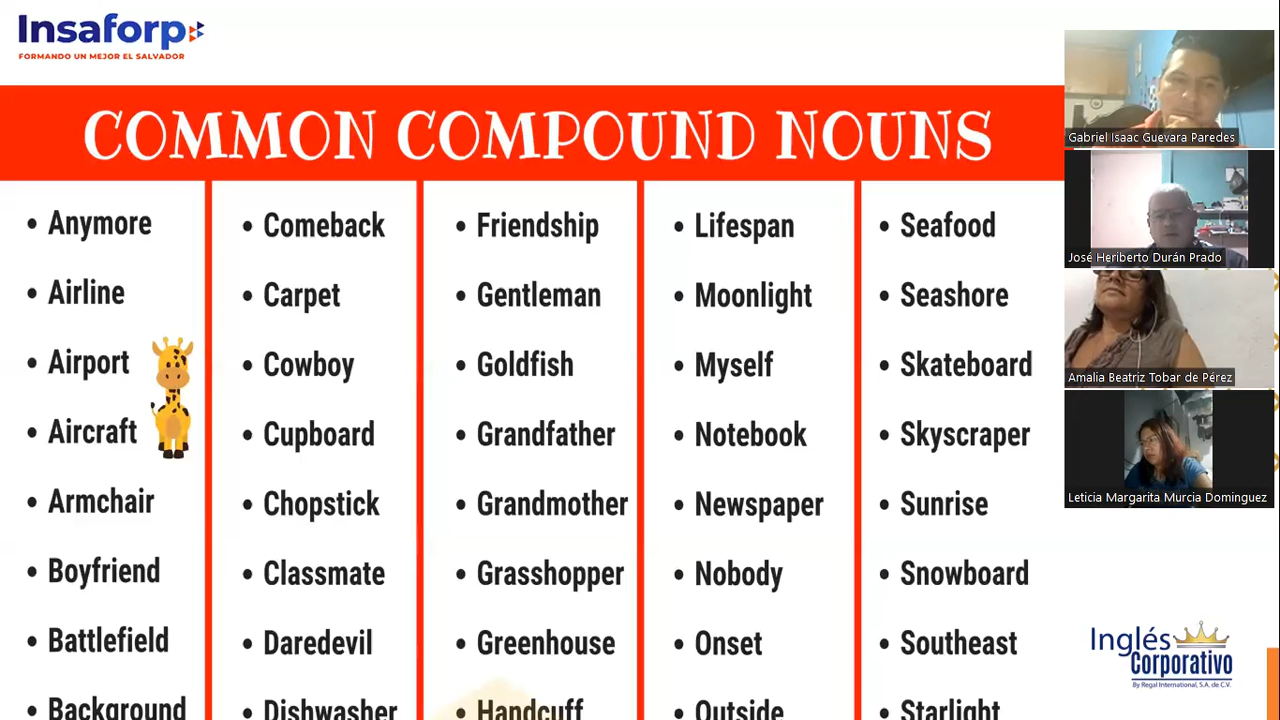 Insaforp
FORMANDO UN MEJOR EL SALVADOR
COMMON COMPOUND NOUNS
• Anymore
• Airline
• Airport
• Aircraft
• Armchair
• Boyfriend
• Battlefield
• Background
• Comeback
• Carpet
• Cowboy
• Cupboard
• Chopstick
• Classmate
• Daredevil
• Dishwasher
• Friendship
• Gentleman
• Goldfish
• Grandfather
• Grandmother
• Grasshopper
• Greenhouse
• Handcuff
• Lifespan
• Moonlight
• Myself
• Notebook
• Newspaper
• Nobody
• Onset
• Outside
• Seafood
• Seashore
• Skateboard
• Skyscraper
• Sunrise
• Snowboard
• Southeast
• Starlight
Gabriel Isaac Guevara Paredes
José Heriberto Durán Prado
Amalia Beatriz Tobar de Pérez
Leticia Margarita Murcia Dominguez
Inglés
Corporativo
By Regal International, S.A. de C.V.